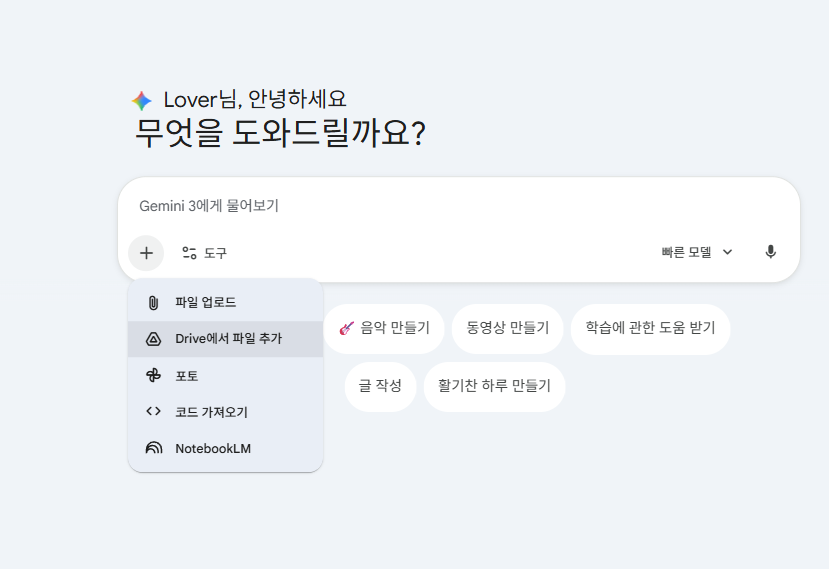 Lover님, 안녕하세요
무엇을 도와드릴까요?
Gemini 3에게 물어보기
도구
빠른 모델
파일 업로드
Drive에서 파일 추가
포토
코드 가져오기
NotebookLM
음악 만들기
동영상 만들기
학습에 관한 도움 받기
글 작성
활기찬 하루 만들기